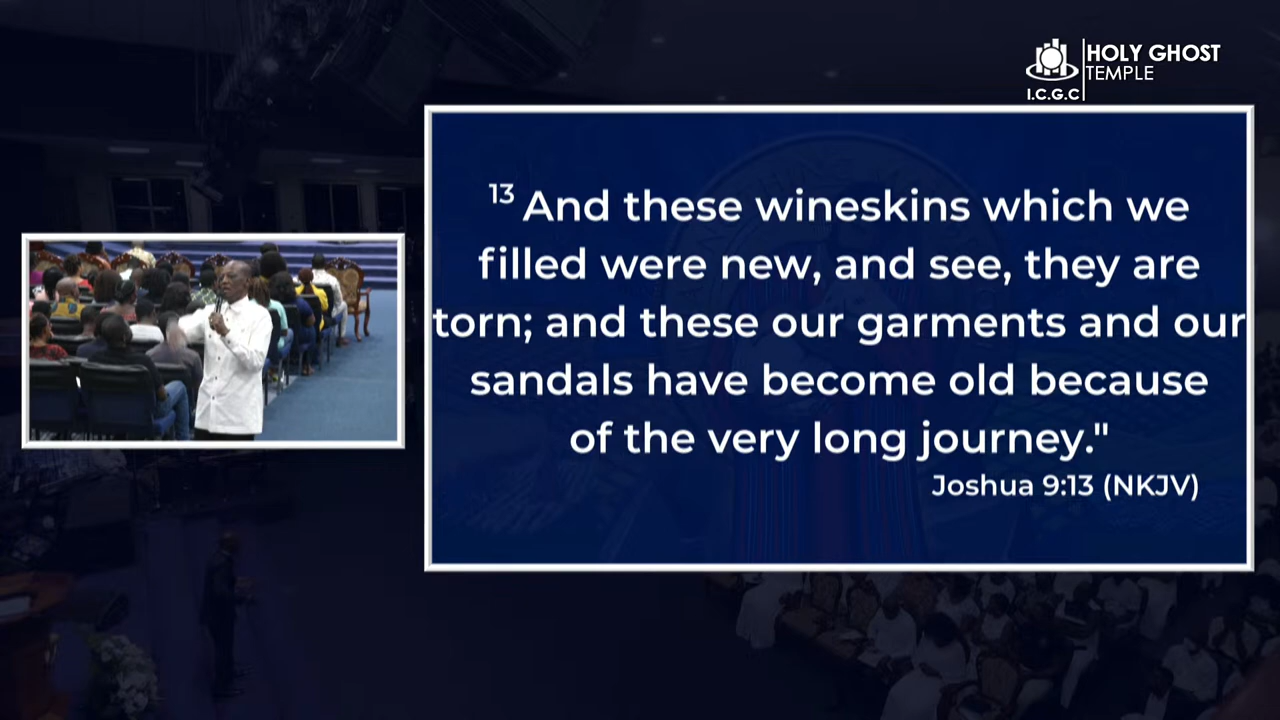 HOLY GHOST
TEMPLE
I.C.G.C
13 And these wineskins which we
filled were new, and see, they are
torn; and these our garments and our
sandals have become old because
of the very long journey."
Joshua 9:13 (NKJV)